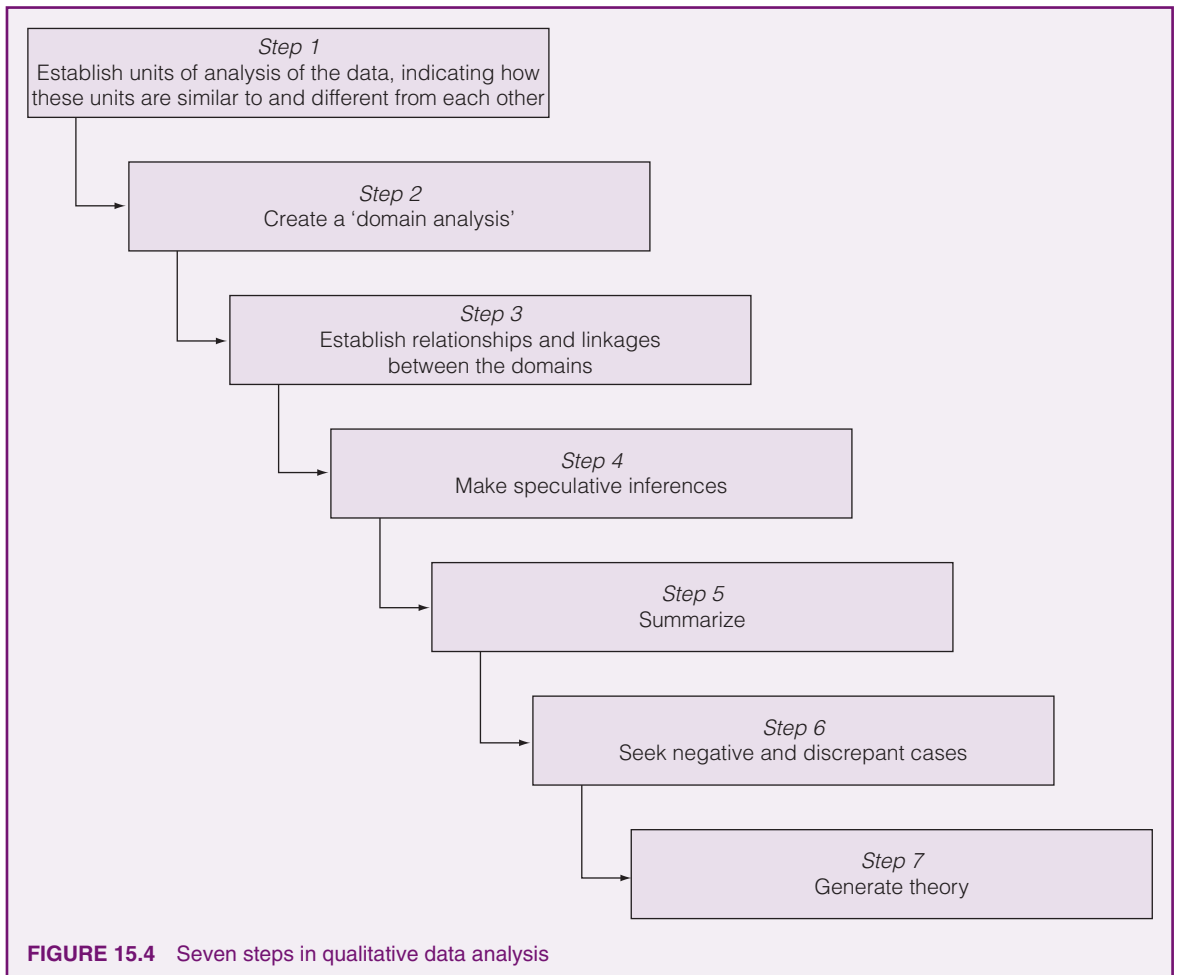 Step 1
Establish units of analysis of the data, indicating how
these units are similar to and different from each other
Step 2
Create a ‘domain analysis’
Step 3
Establish relationships and linkages
between the domains
Step 4
Make speculative inferences
Step 5
Summarize
Step 6
Seek negative and discrepant cases
Step 7
Generate theory
FIGURE 15.4 Seven steps in qualitative data analysis